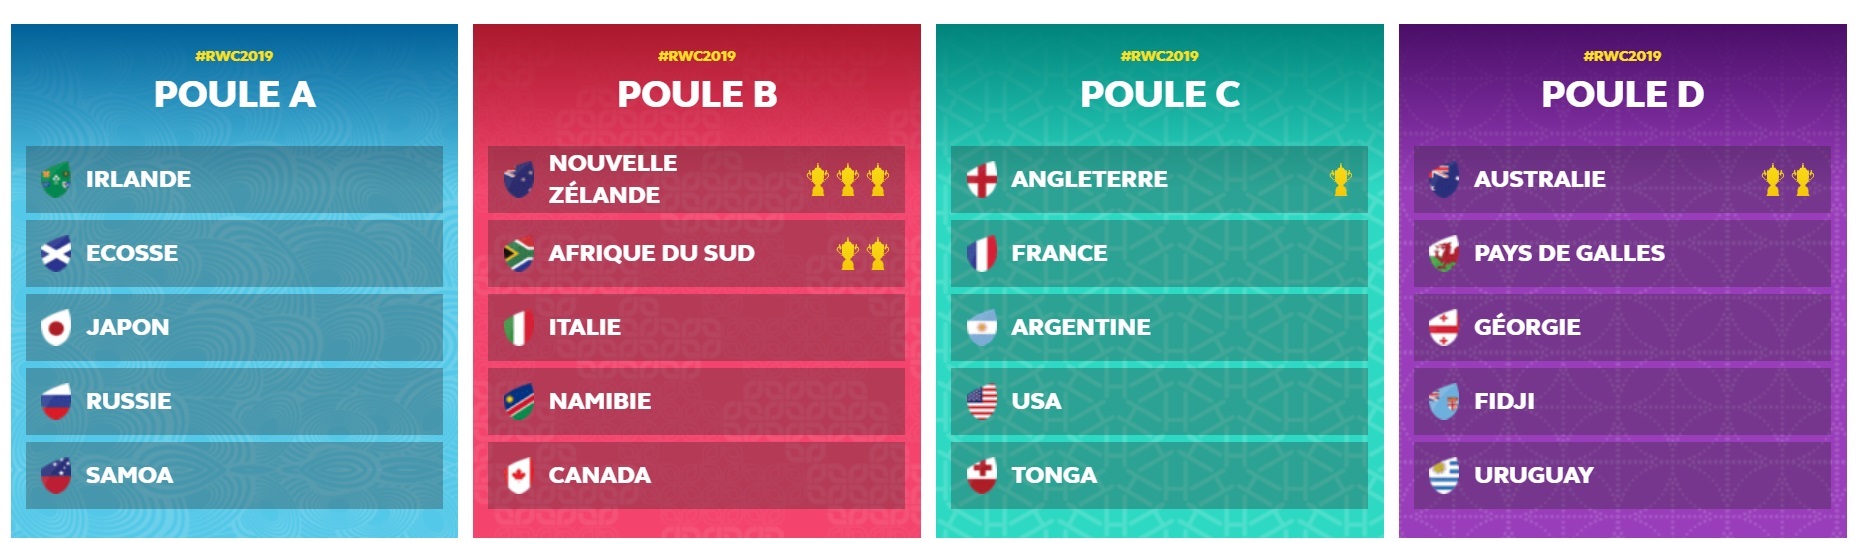 #RWC2019
POULE A
IRLANDE
ECOSSE
JAPON
RUSSIE
SAMOA
#RWC2019
POULE B
NOUVELLE
ZÉLANDE
AFRIQUE DU SUD
ITALIE
NAMIBIE
CANADA
#RWC2019
POULE C
ANGLETERRE
FRANCE
ARGENTINE
USA
TONGA
#RWC2019
POULE D
AUSTRALIE
PAYS DE GALLES
GÉORGIE
FIDJI
URUGUAY